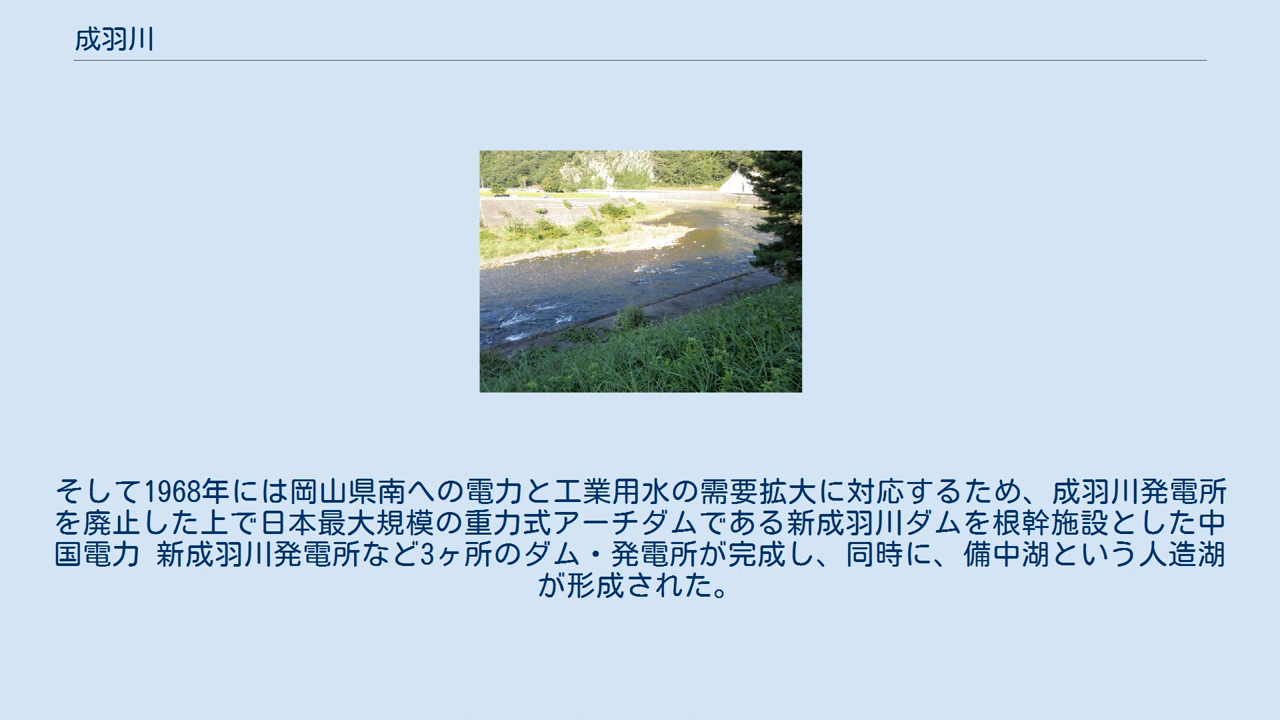 成羽川
そして1968年には岡山県南への電力と工業用水の需要拡大に対応するため、成羽川発電所
を廃止した上で日本最大規模の重力式アーチダムである新成羽川ダムを根幹施設とした中
国電力 新成羽川発電所など3ヶ所のダム・発電所が完成し、同時に、備中湖という人造湖
が形成された。